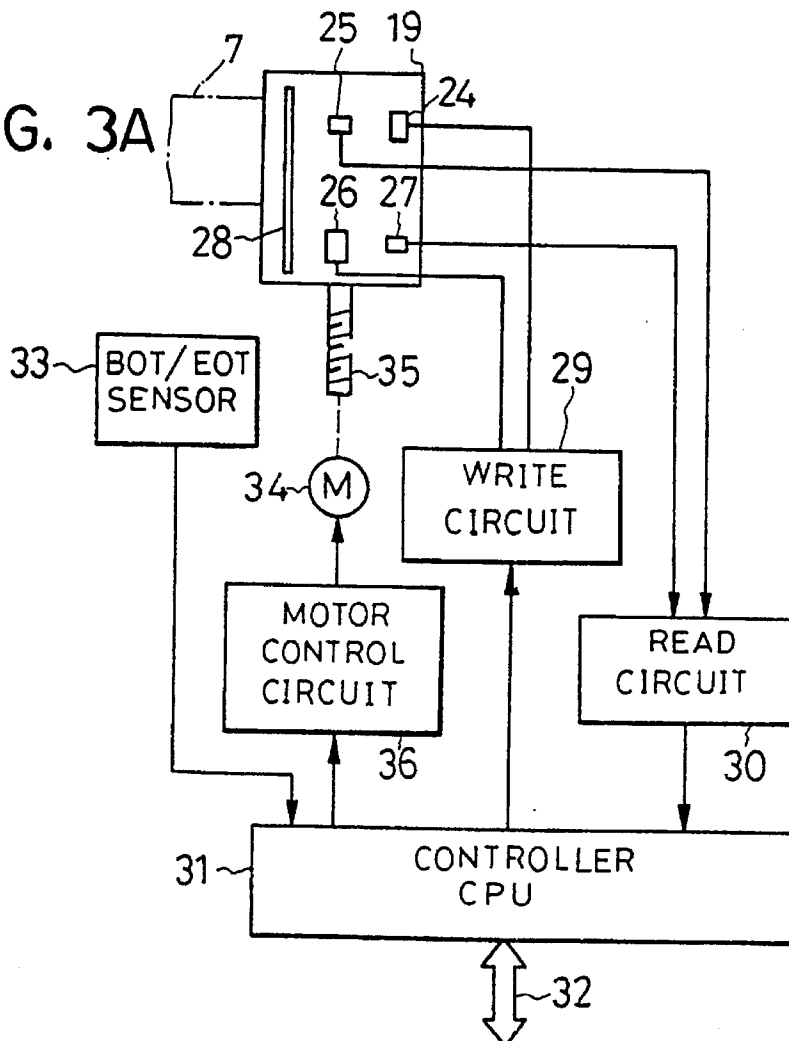 25 19
7
24
G. 3A
26 27
28
33
BOT/EOT
SENSOR
35
29
34
M
WRITE
CIRCUIT
MOTOR
CONTROL
CIRCUIT
READ
CIRCUIT
36
30
31
CONTROLLER
CPU
32